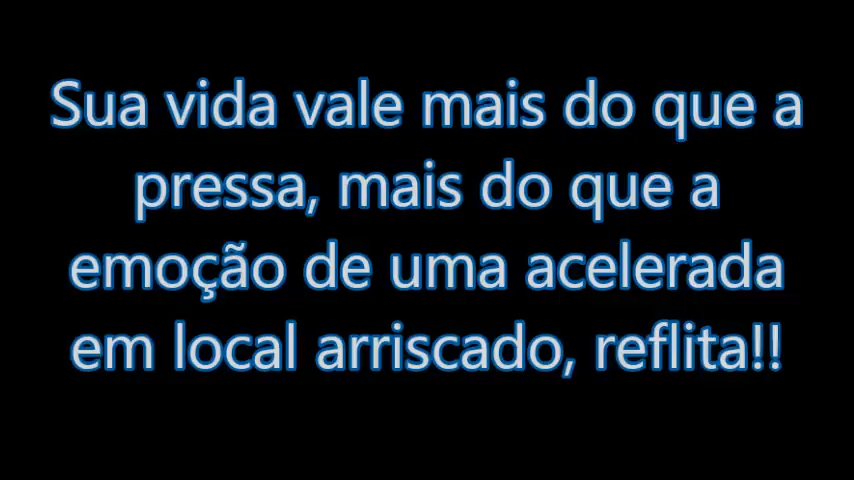 Sua vida vale mais do que a
pressa, mais do que a
emoção de uma acelerada
em local arriscado, reflita!!